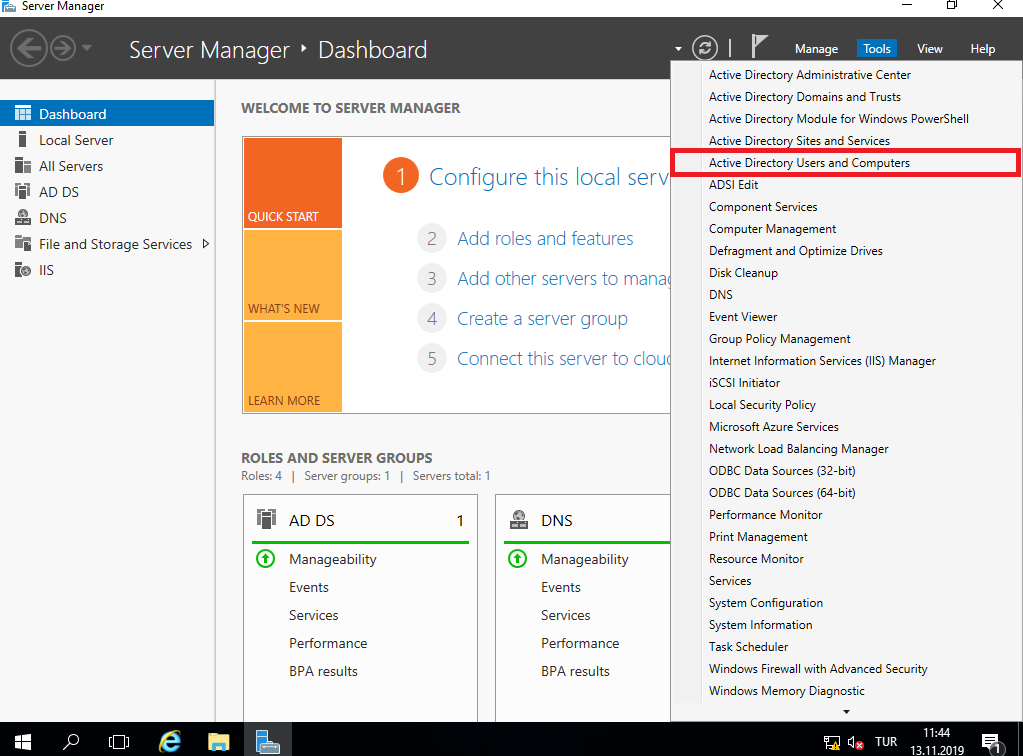 Server Manager
Server Manager • Dashboard
Manage
Tools
View
Help
Dashboard
Local Server
All Servers
AD DS
DNS
File and Storage Services
IIS
WELCOME TO SERVER MANAGER
QUICK START
WHAT'S NEW
LEARN MORE
1 Configure this local serv
2 Add roles and features
3 Add other servers to manag
4 Create a server group
5 Connect this server to cloud
ROLES AND SERVER GROUPS
Roles: 4 | Server groups: 1 | Servers total: 1
AD DS 1
Manageability
Events
Services
Performance
BPA results
DNS
Manageability
Events
Services
Performance
BPA results
Active Directory Administrative Center
Active Directory Domains and Trusts
Active Directory Module for Windows PowerShell
Active Directory Sites and Services
Active Directory Users and Computers
ADSI Edit
Component Services
Computer Management
Defragment and Optimize Drives
Disk Cleanup
DNS
Event Viewer
Group Policy Management
Internet Information Services (IIS) Manager
iSCSI Initiator
Local Security Policy
Microsoft Azure Services
Network Load Balancing Manager
ODBC Data Sources (32-bit)
ODBC Data Sources (64-bit)
Performance Monitor
Print Management
Resource Monitor
Services
System Configuration
System Information
Task Scheduler
Windows Firewall with Advanced Security
Windows Memory Diagnostic
TUR
11:44
13.11.2019
1